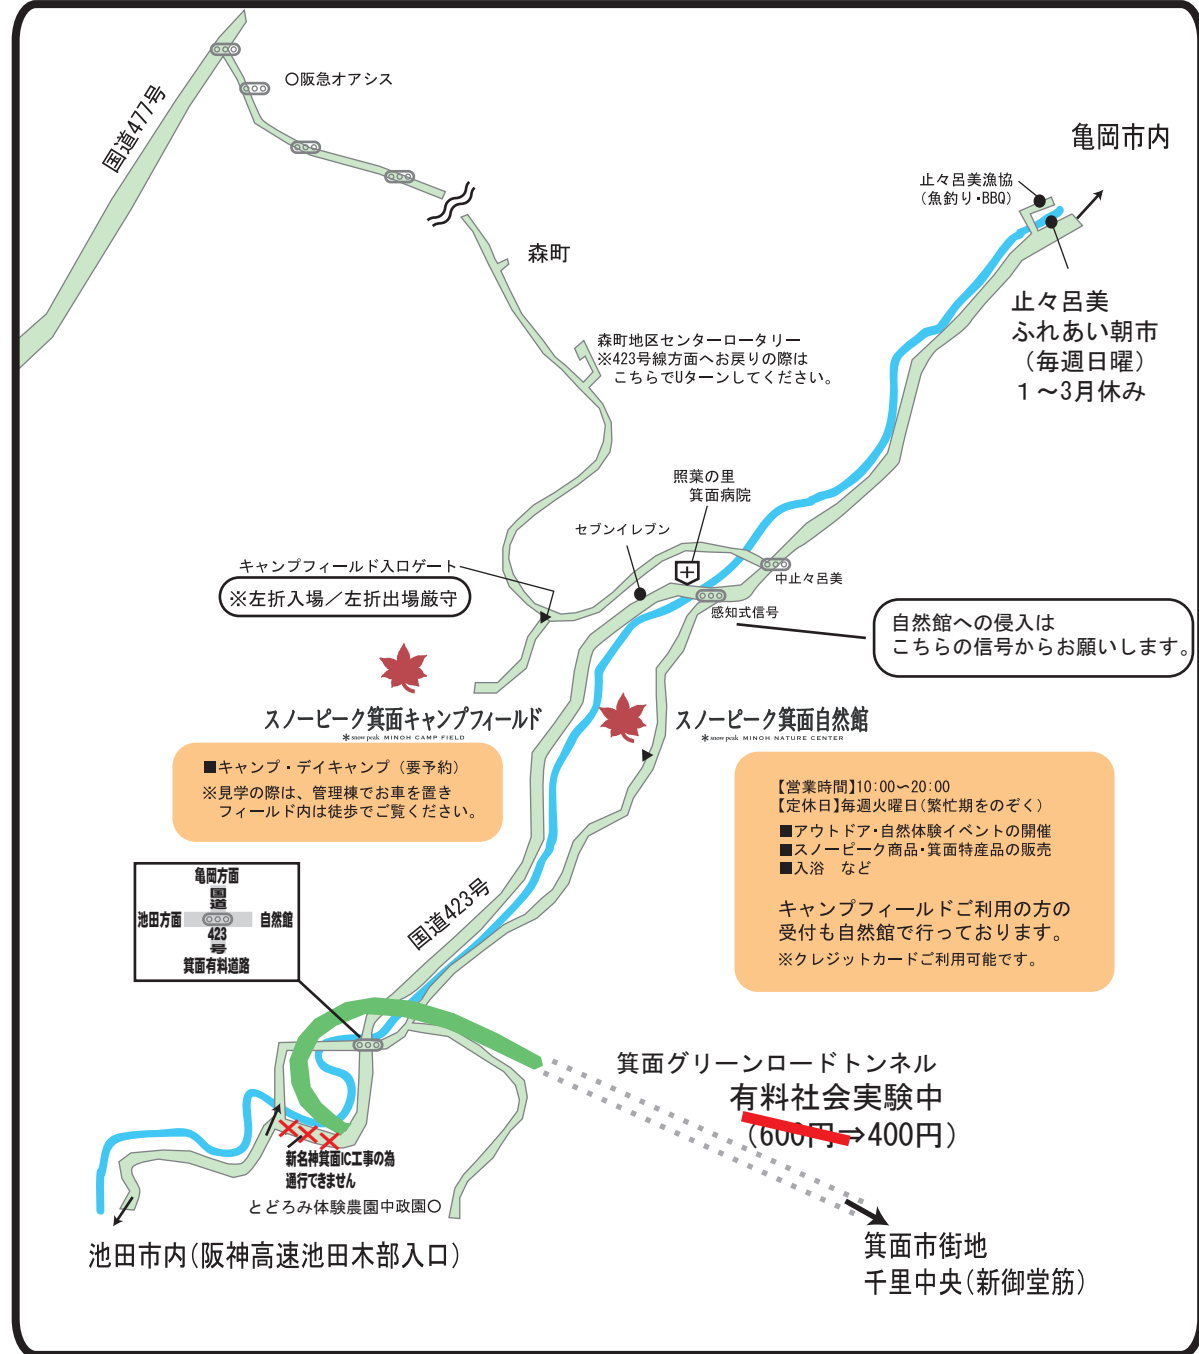 国道477号
○阪急オアシス
亀岡市内
止々呂美漁協
(魚釣り・BBQ)
森町
止々呂美
ふれあい朝市
(毎週日曜)
1〜3月休み
森町地区センターロータリー
※423号線方面へお戻りの際は
こちらでUターンしてください。
照葉の里
箕面病院
セブンイレブン
キャンプフィールド入ロゲート
※左折入場／左折出場厳守
中止々呂美
感知式信号
自然館への侵入は
こちらの信号からお願いします。
スノーピーク箕面キャンプフィールド
snow peak MINOH CAMP FIELD
スノーピーク箕面自然館
snow peak MINOH NATURE CENTER
■キャンプ・デイキャンプ（要予約）
※見学の際は、管理棟でお車を置き
フィールド内は徒歩でご覧ください。
【営業時間】10:00〜20:00
【定休日】毎週火曜日(繁忙期をのぞく)
■アウトドア・自然体験イベントの開催
■スノーピーク商品・箕面特産品の販売
■入浴　など
キャンプフィールドご利用の方の
受付も自然館で行っております。
※クレジットカードご利用可能です。
亀岡方面
国道
池田方面
自然館
423
号
箕面有料道路
国道423号
箕面グリーンロードトンネル
有料社会実験中
(600円⇒400円)
新名神箕面IC工事の為
通行できません
とどろみ体験農園中政園○
池田市内(阪神高速池田木部入口)
箕面市街地
千里中央(新御堂筋)